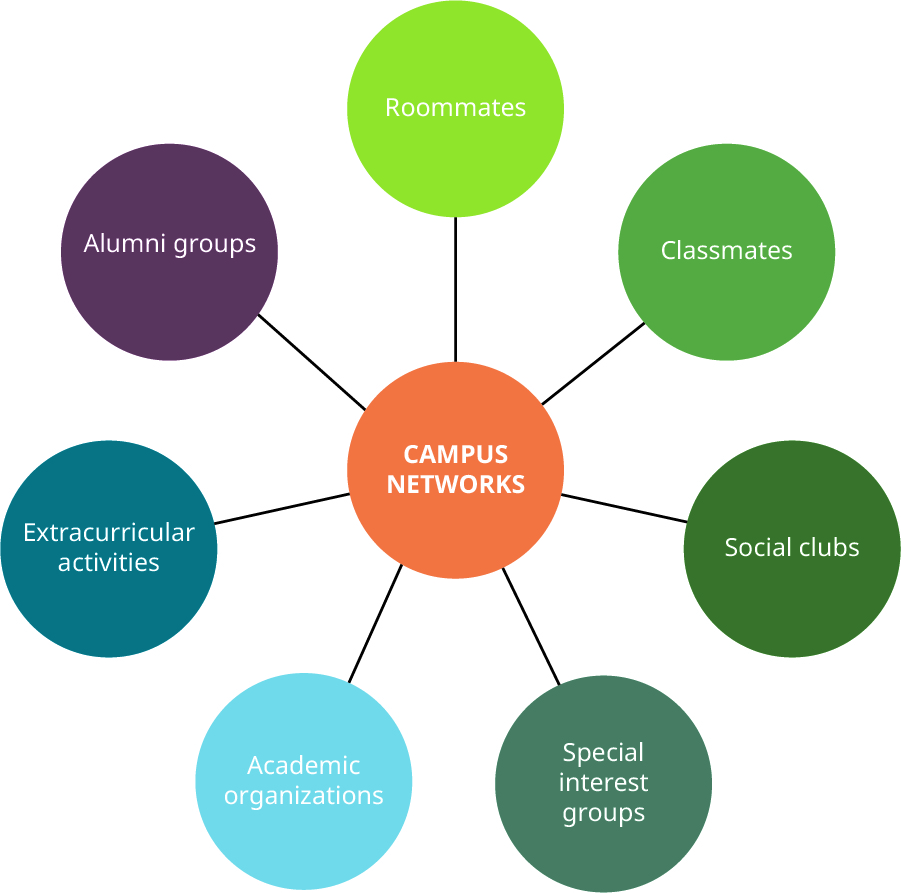 Roommates
Alumni groups
Classmates
CAMPUS
NETWORKS
Extracurricular
activities
Social clubs
Academic
organizations
Special
interest
groups